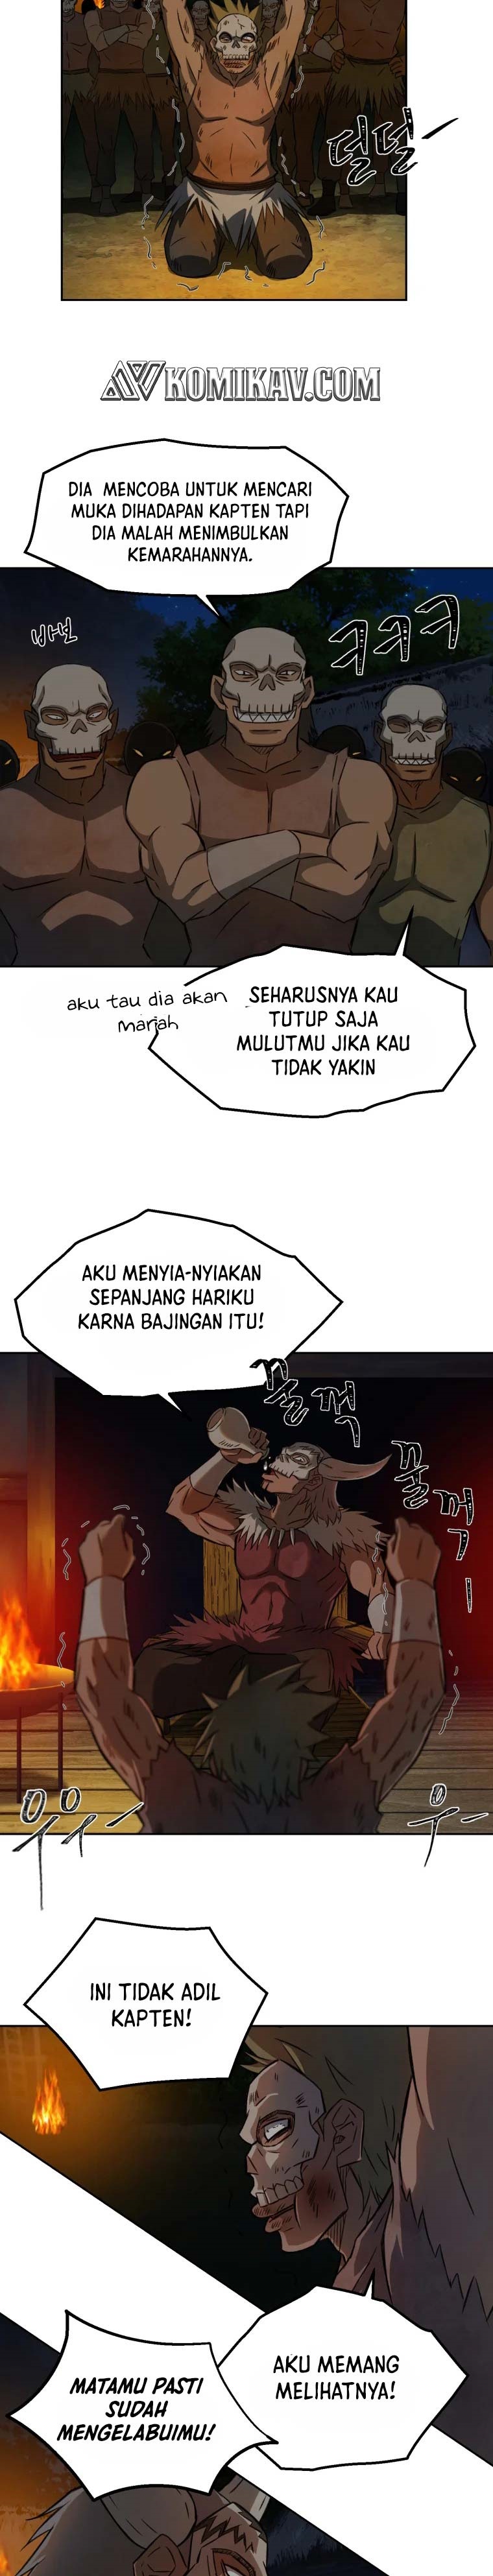 덜덜
KOMIKAV.COM
DIA MENCOBA UNTUK MENCARI
MUKA DIHADAPAN KAPTEN TAPI
DIA MALAH MENIMBULKAN
KEMARAHANNYA.
ㅋㅋㅋ
aku tau dia akan
marah
SEHARUSNYA KAU
TUTUP SAJA
MULUTMU JIKA KAU
TIDAK YAKIN
AKU MENYIA-NYIAKAN
SEPANJANG HARIKU
KARNA BAJINGAN ITU!
꿀꺽
꿀꺽
INI TIDAK ADIL
KAPTEN!
AKU MEMANG
MELIHATNYA!
MATAMU PASTI
SUDAH
MENGELABUIMU!